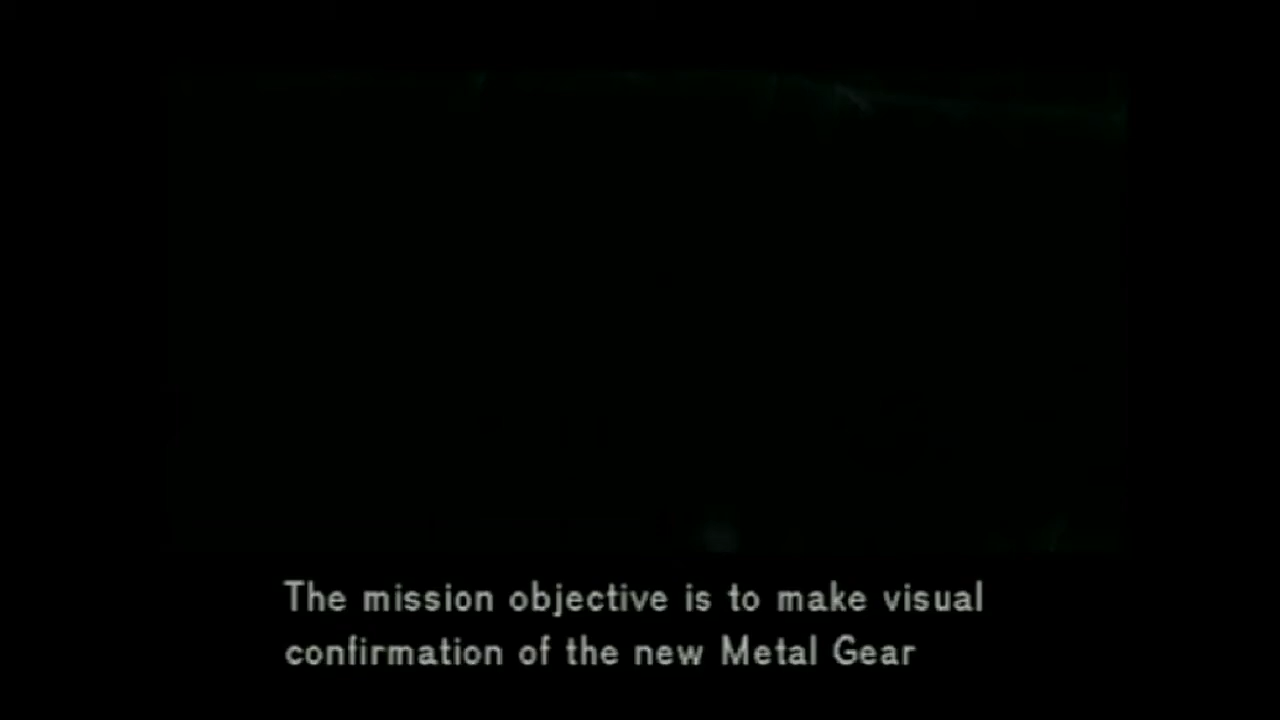 The mission objective is to make visual
confirmation of the new Metal Gear